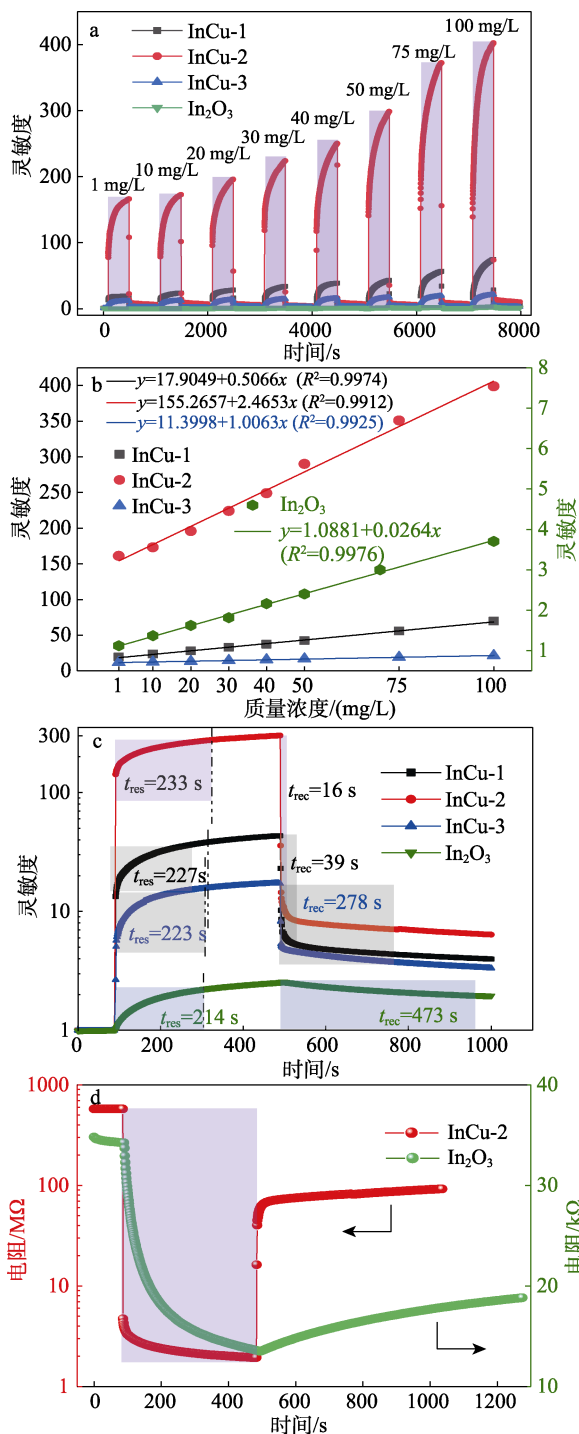 a
InCu-1
InCu-2
InCu-3
In2O3
1 mg/L
10 mg/L
20 mg/L
30 mg/L
40 mg/L
50 mg/L
75 mg/L
100 mg/L
400
300
200
100
0
灵敏度
0 2000 4000 6000 8000
时间/s
b
y=17.9049+0.5066x (R²=0.9974)
y=155.2657+2.4653x (R²=0.9912)
y=11.3998+1.0063x (R²=0.9925)
InCu-1
InCu-2
InCu-3
In2O3
y=1.0881+0.0264x
(R²=0.9976)
400
350
300
250
200
150
100
50
0
灵敏度
8
7
6
5
4
3
2
1
灵敏度
1 10 20 30 40 50 75 100
质量浓度/(mg/L)
c
300
100
10
1
灵敏度
tres=233 s
tres=227s
tres=223 s
tres=214 s
trec=16 s
trec=39 s
trec=278 s
trec=473 s
InCu-1
InCu-2
InCu-3
In2O3
0 200 400 600 800 1000
时间/s
d
InCu-2
In2O3
1000
100
10
1
电阻/MΩ
40
30
20
10
电阻/kΩ
0 200 400 600 800 1000 1200
时间/s